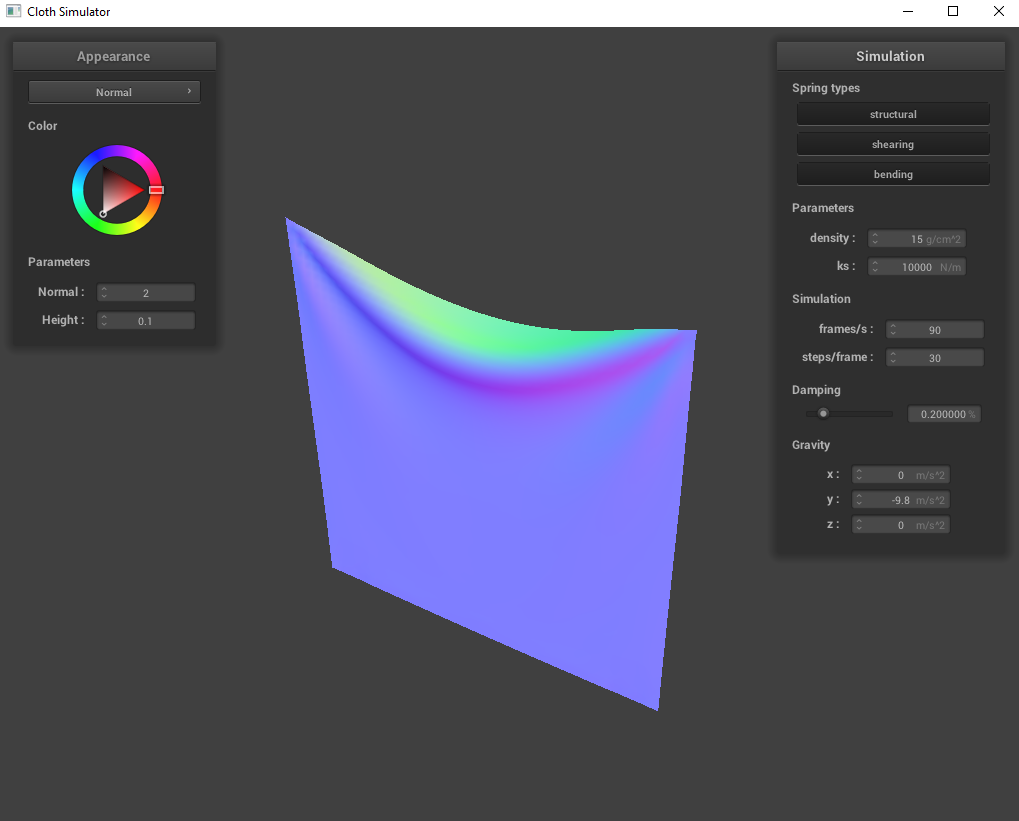 Cloth Simulator
Appearance
Normal
Color
Parameters
Normal : 2
Height : 0.1
Simulation
Spring types
structural
shearing
bending
Parameters
density : 15 g/cm^2
ks : 10000 N/m
Simulation
frames/s : 90
steps/frame : 30
Damping
0.200000 %
Gravity
x : 0 m/s^2
y : -9.8 m/s^2
z : 0 m/s^2